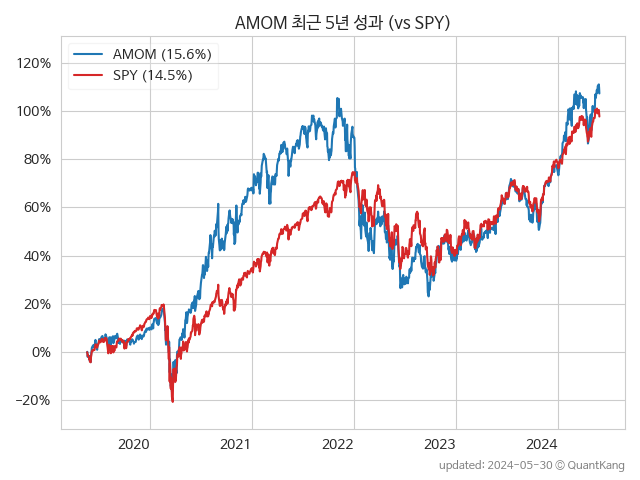 AMOM 최근 5년 성과 (vs SPY)
AMOM (15.6%)
SPY (14.5%)
120%
100%
80%
60%
40%
20%
0%
−20%
2020 2021 2022 2023 2024
updated: 2024-05-30 © QuantKang